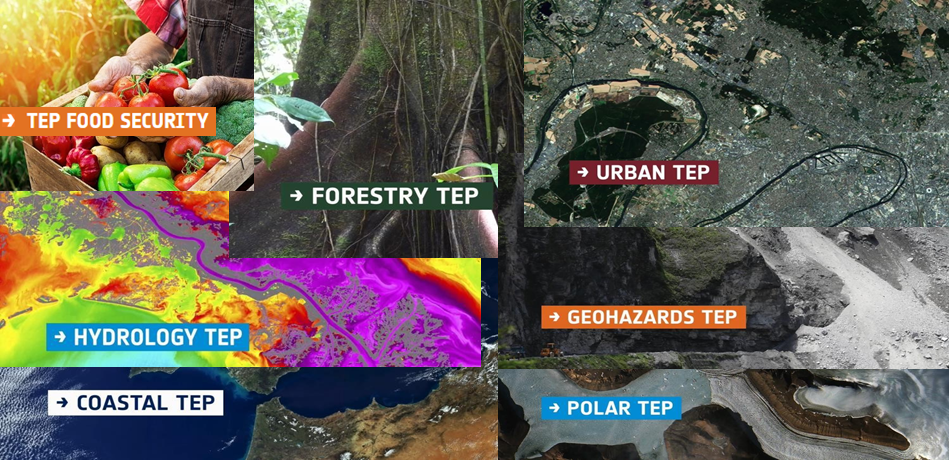 → TEP FOOD SECURITY
→ FORESTRY TEP
→ URBAN TEP
→ HYDROLOGY TEP
→ GEOHAZARDS TEP
→ COASTAL TEP
→ POLAR TEP